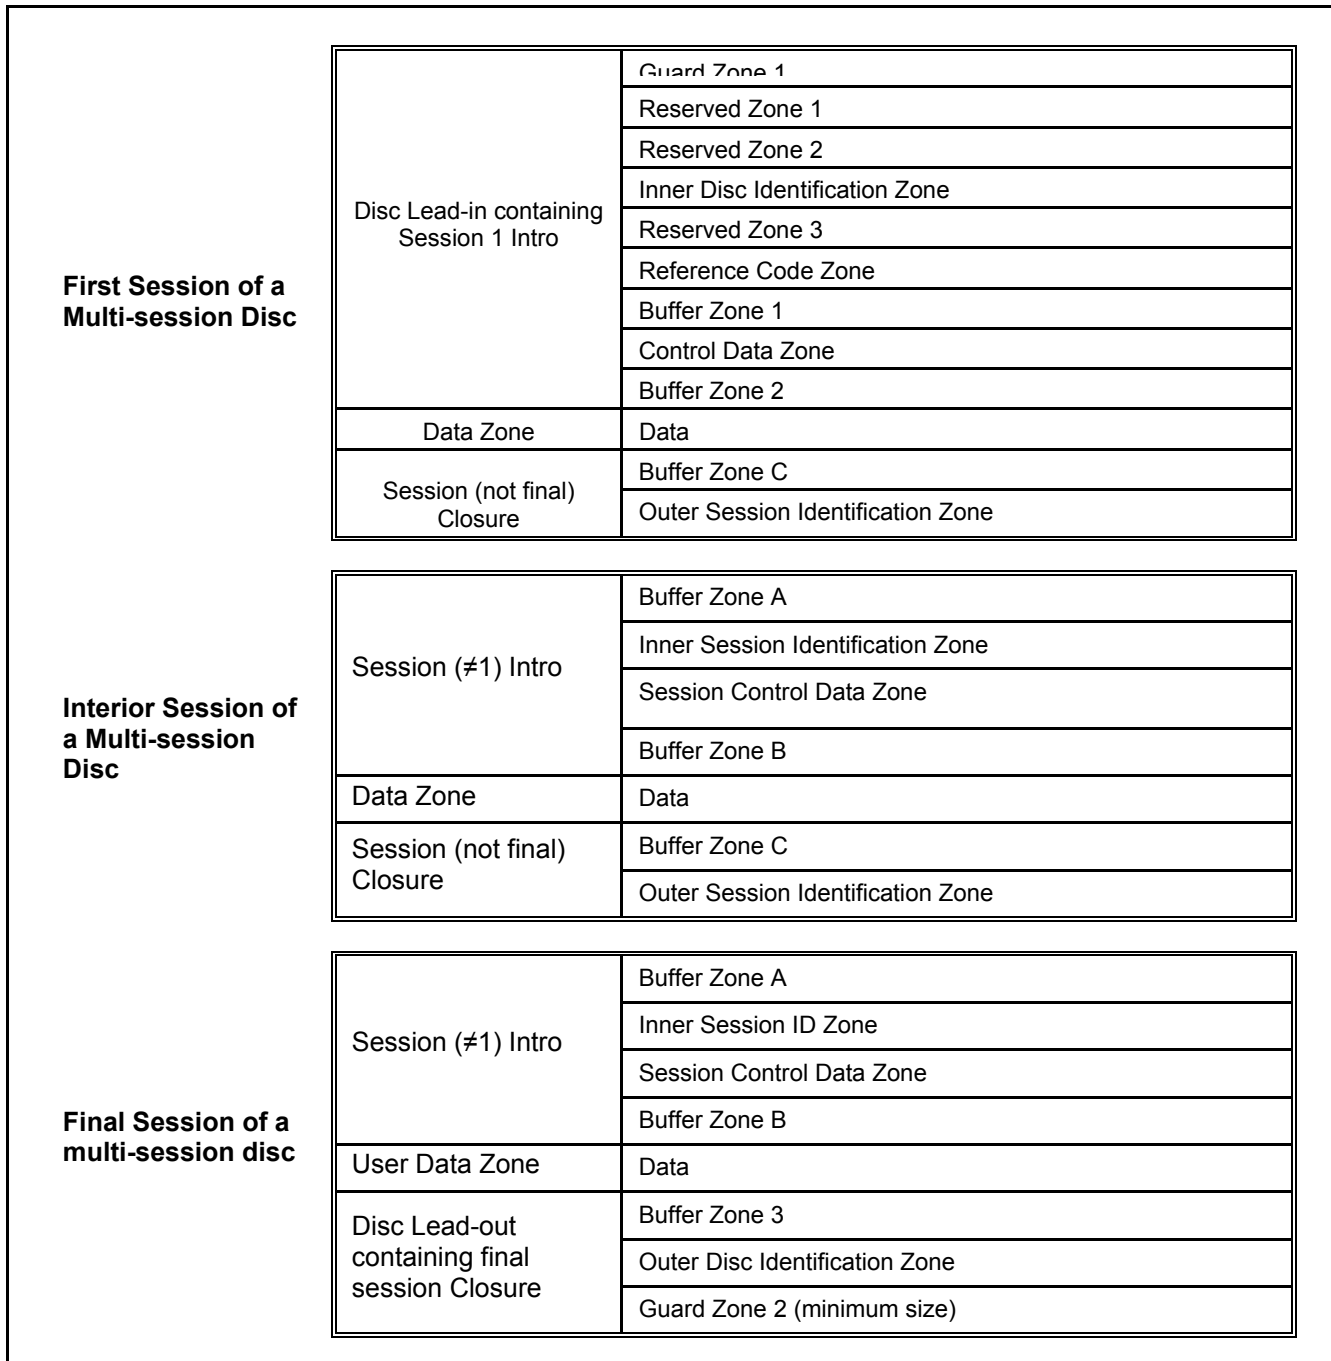 Guard Zone 1
Reserved Zone 1
Reserved Zone 2
Inner Disc Identification Zone
Disc Lead-in containing
Session 1 Intro
Reserved Zone 3
Reference Code Zone
First Session of a
Multi-session Disc
Buffer Zone 1
Control Data Zone
Buffer Zone 2
Data Zone
Data
Session (not final)
Closure
Buffer Zone C
Outer Session Identification Zone
Interior Session of
a Multi-session
Disc
Session (≠1) Intro
Buffer Zone A
Inner Session Identification Zone
Session Control Data Zone
Buffer Zone B
Data Zone
Data
Session (not final)
Closure
Buffer Zone C
Outer Session Identification Zone
Final Session of a
multi-session disc
Session (≠1) Intro
Buffer Zone A
Inner Session ID Zone
Session Control Data Zone
Buffer Zone B
User Data Zone
Data
Disc Lead-out
containing final
session Closure
Buffer Zone 3
Outer Disc Identification Zone
Guard Zone 2 (minimum size)